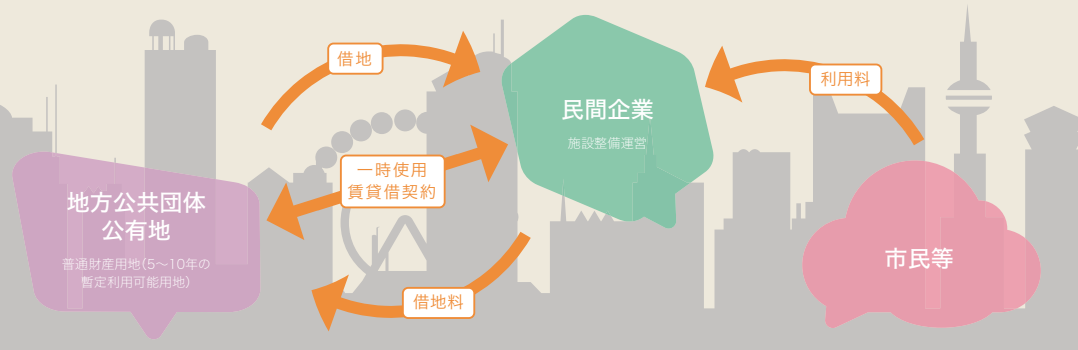 借地
民間企業
施設整備運営
利用料
一時使用
賃貸借契約
地方公共団体
公有地
普通財産用地（5〜10年の
暫定利用可能用地）
市民等
借地料